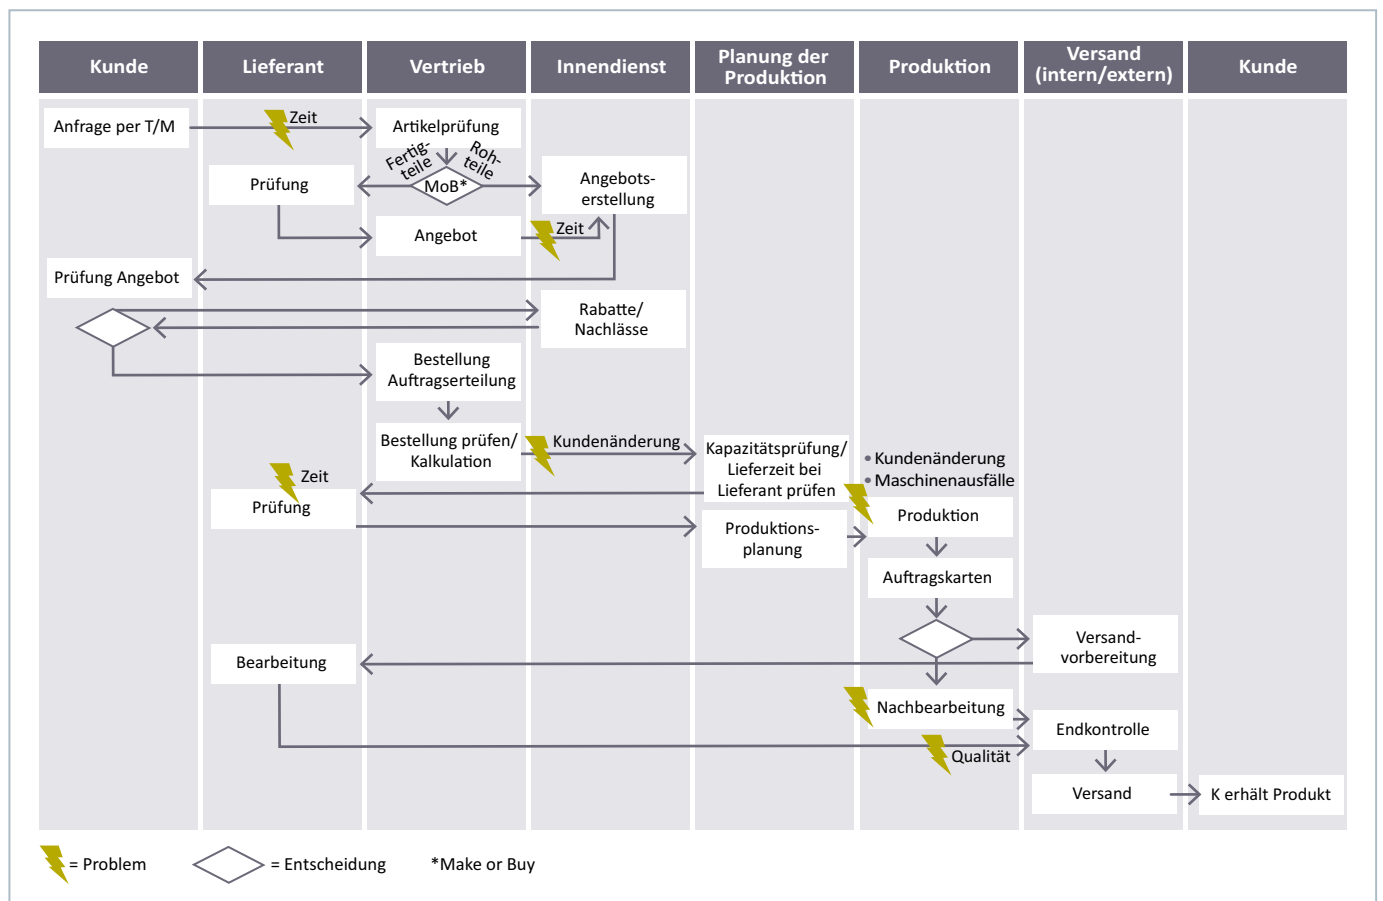 Kunde
Lieferant
Vertrieb
Innendienst
Planung der
Produktion
Produktion
Versand
(intern/extern)
Kunde
Anfrage per T/M
Zeit
Artikelprüfung
Fertig-
teile
Roh-
teile
MoB*
Prüfung
Angebots-
erstellung
Angebot
Zeit
Prüfung Angebot
Rabatte/
Nachlässe
Bestellung
Auftragserteilung
Bestellung prüfen/
Kalkulation
Kundenänderung
Kapazitätsprüfung/
Lieferzeit bei
Lieferant prüfen
• Kundenänderung
• Maschinenausfälle
Zeit
Prüfung
Produktions-
planung
Produktion
Auftragskarten
Versand-
vorbereitung
Bearbeitung
Nachbearbeitung
Endkontrolle
Qualität
Versand
K erhält Produkt
= Problem
= Entscheidung
*Make or Buy